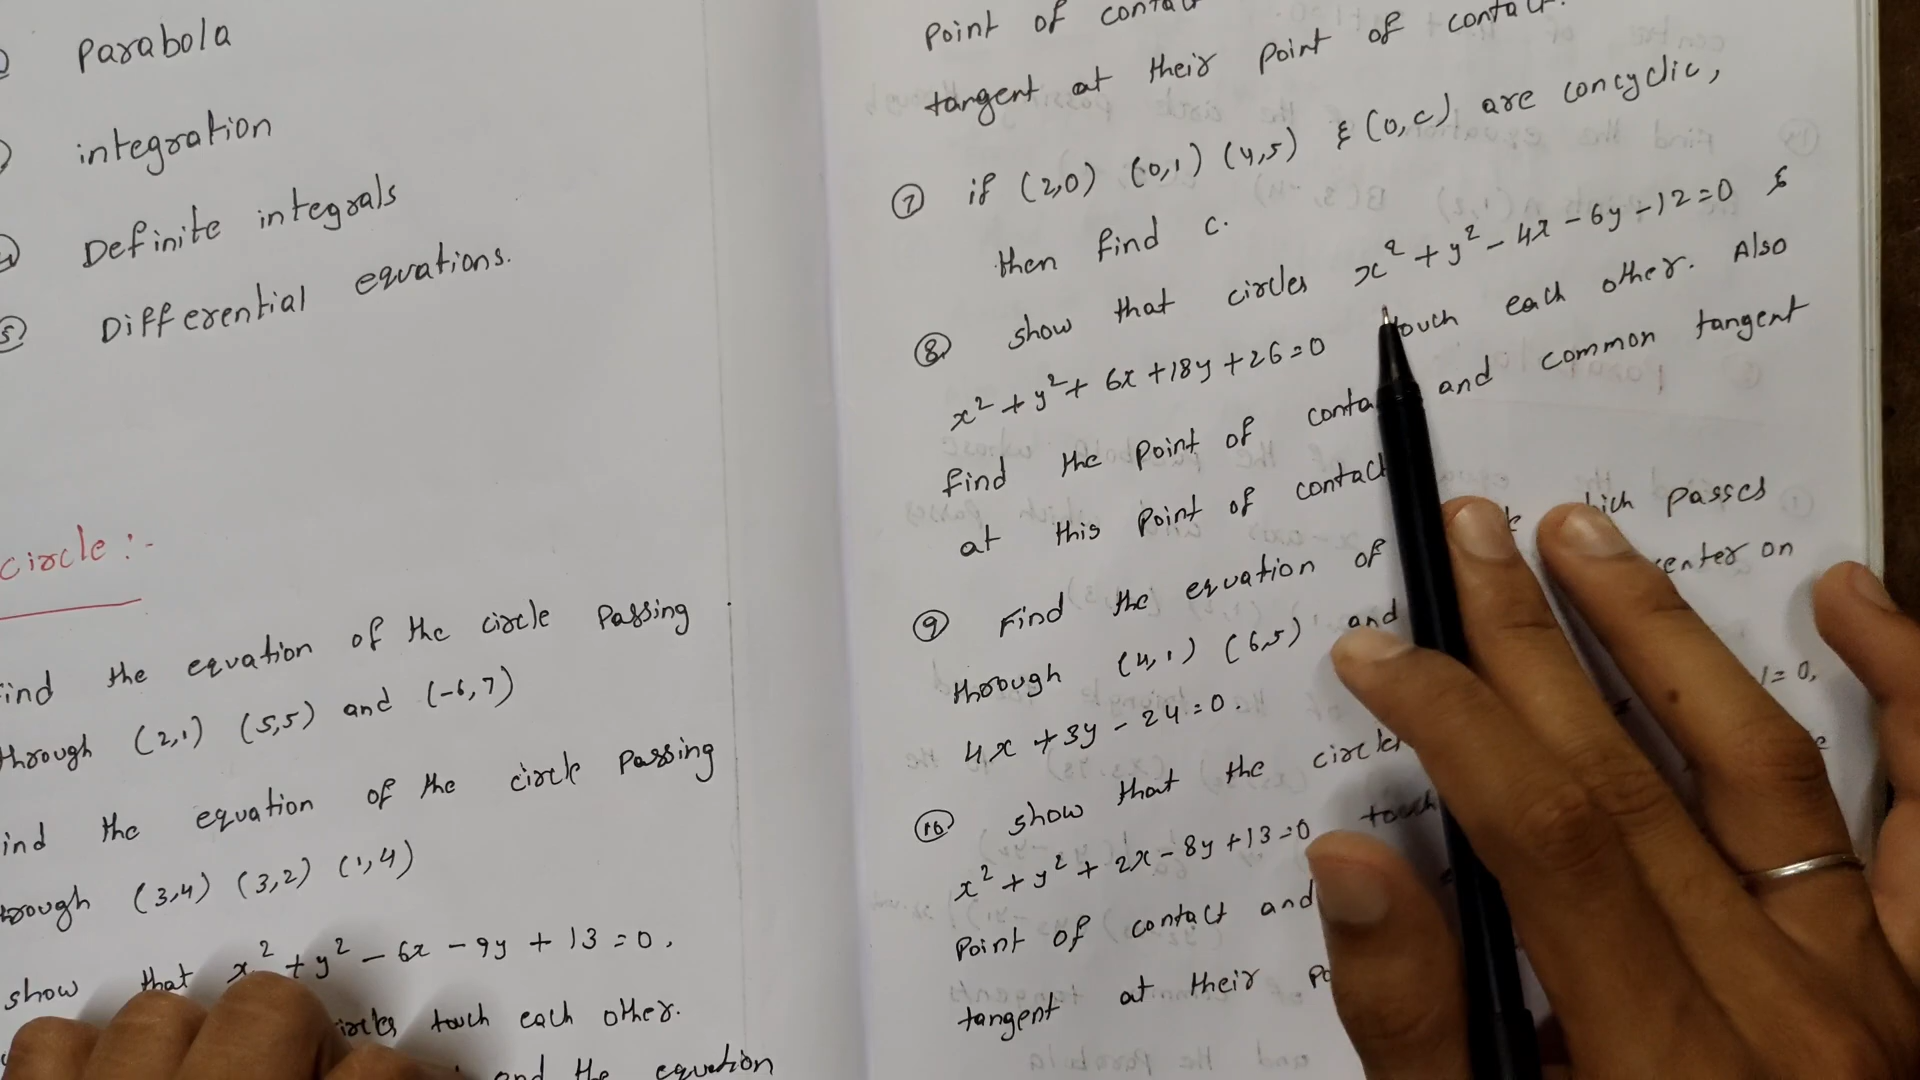 Parabola
integration
Definite integrals
Differential equations.
circle :-
the equation of the circle Passing
through (2,1) (5,5) and (-6,7)
the equation of the circle Passing
(3,4) (3,2) (1,4)
show that x² + y² - 6x - 9y + 13 = 0,
touch each other.
and the equation
Point of
tangent at their point of contact.
⑦ if (2,0) (0,1) (4,5) & (0,c) are concyclic,
then find c.
⑧ show that circles x² + y² - 4x - 6y - 12 = 0 &
x² + y² + 6x + 18y + 26 = 0 touch each other. Also
find the point of and common tangent
at this point of contact
⑨ Find the equation of passes
through (4,1) (6,5) and on
4x + 3y - 24 = 0.
⑩ show that the = 0,
x² + y² + 2x - 8y + 13 = 0
Point of contact and
tangent at their